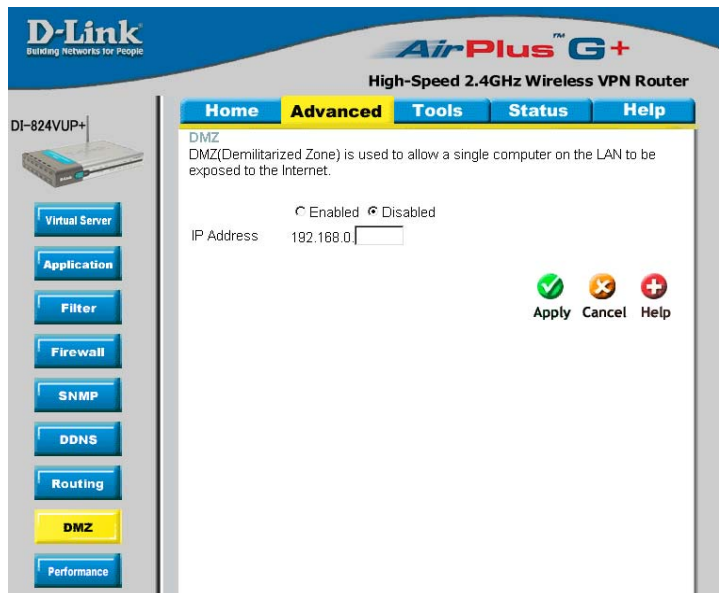 D-Link
Building Networks for People
AirPlus G+
TM
High-Speed 2.4GHz Wireless VPN Router
DI-824VUP+
Home Advanced Tools Status Help
DMZ
DMZ(Demilitarized Zone) is used to allow a single computer on the LAN to be
exposed to the Internet.
Enabled Disabled
IP Address 192.168.0.
Apply Cancel Help
Virtual Server
Application
Filter
Firewall
SNMP
DDNS
Routing
DMZ
Performance